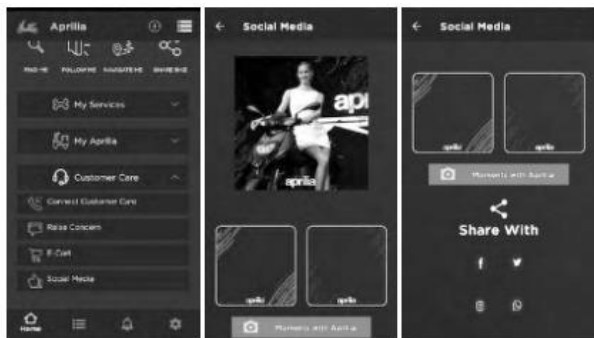 Aprilia
FIND ME FOLLOW ME NAVIGATE ME SHARE BIKE
My Services
My Aprilia
Customer Care
Connect Customer Care
Raise Concern
E-Cart
Social Media
Home
Social Media
apri
aprilia
aprilia aprilia
Moments with Aprilia
Social Media
aprilia aprilia
Moments with Aprilia
Share With